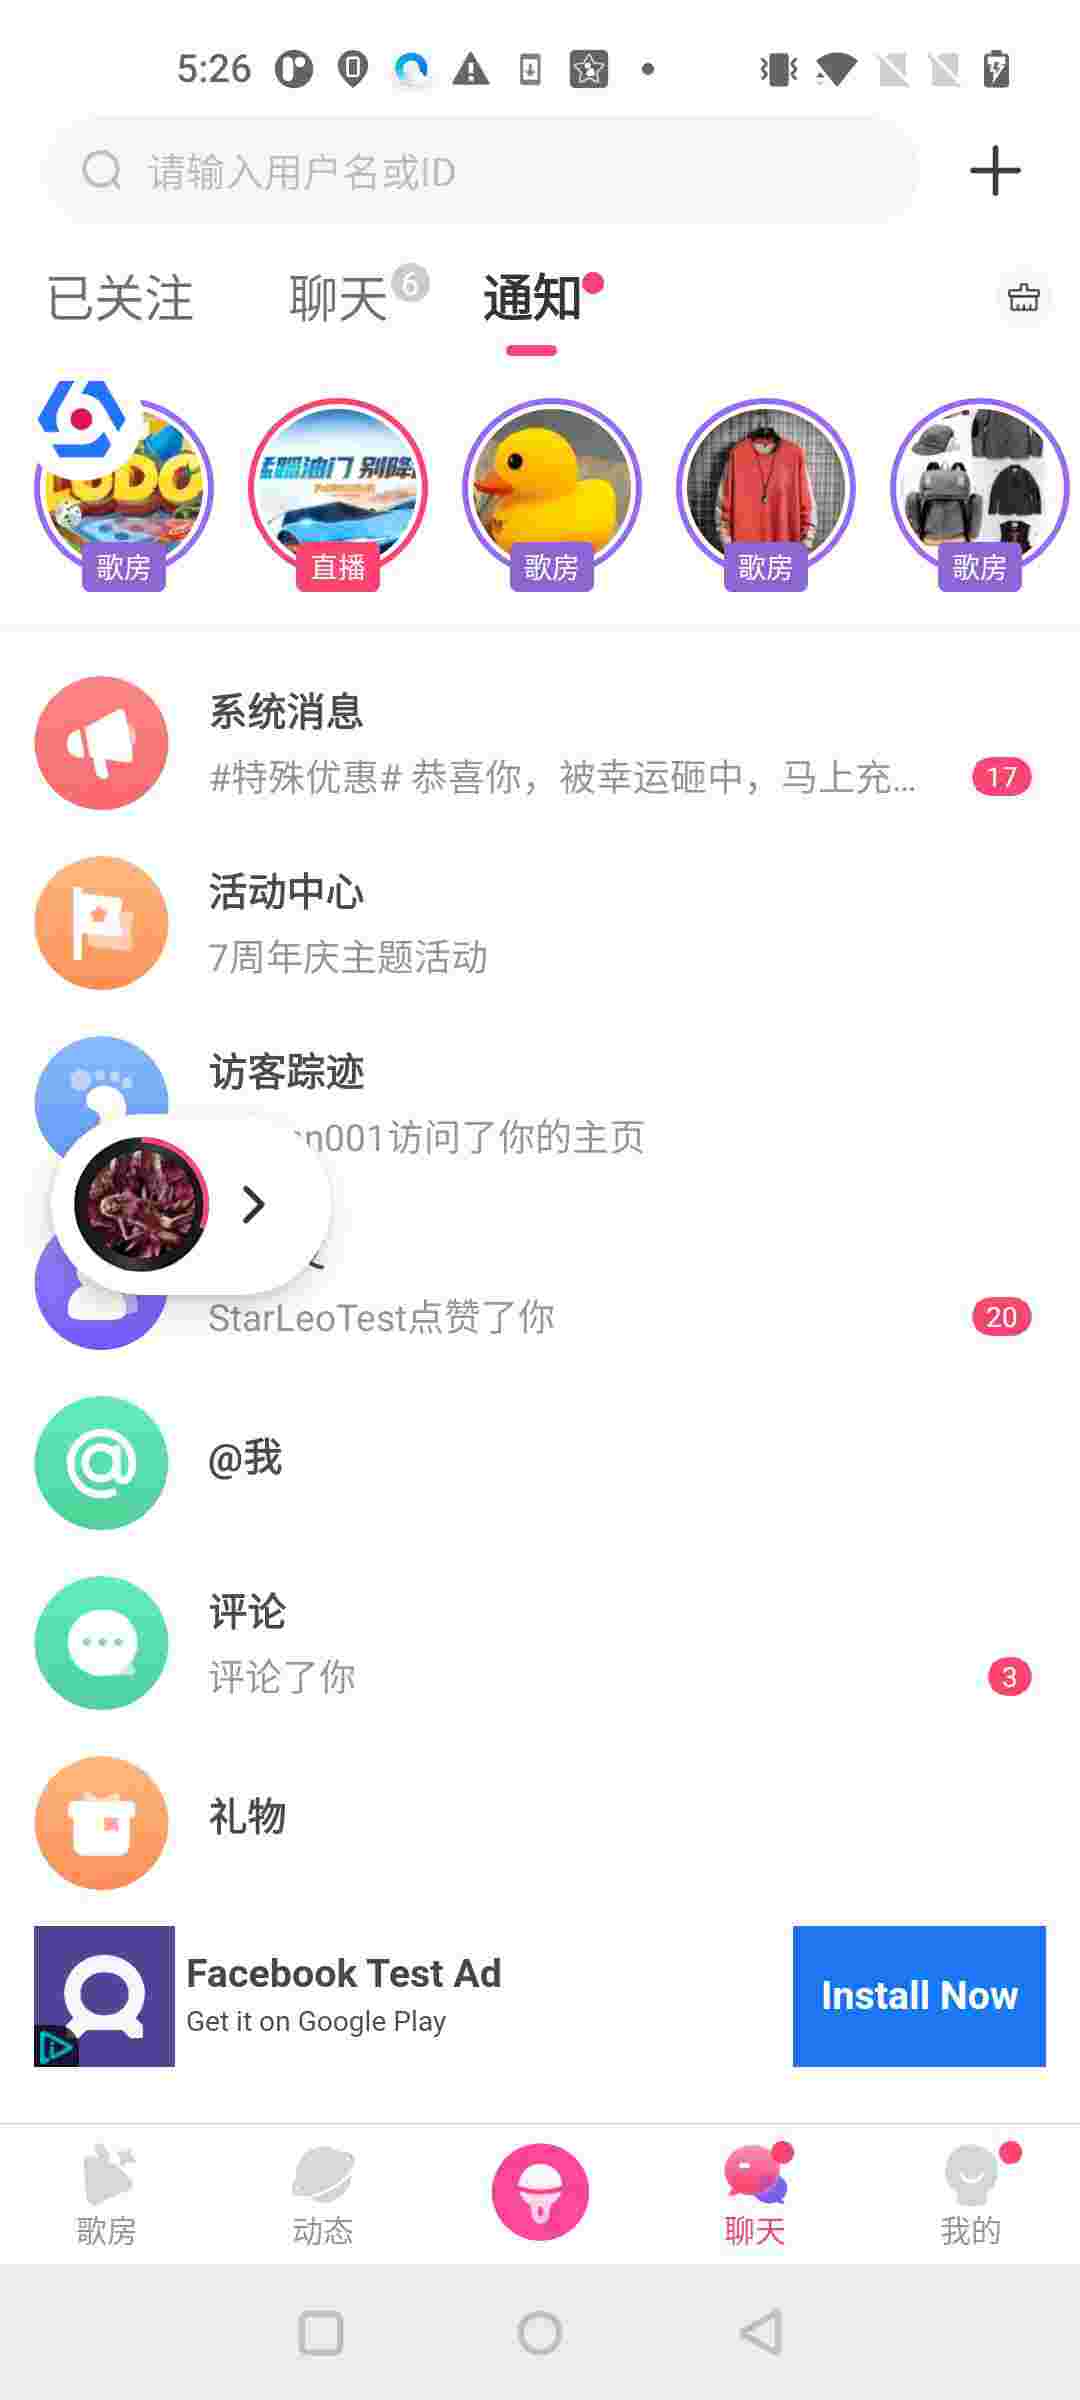 5:26
请输入用户名或ID
已关注
聊天
6
通知
LUDO
油门 别降
歌房
直播
歌房
歌房
歌房
系统消息
#特殊优惠# 恭喜你，被幸运砸中，马上充...
17
活动中心
7周年庆主题活动
访客踪迹
n001访问了你的主页
StarLeoTest点赞了你
20
@我
评论
评论了你
3
礼物
Facebook Test Ad
Get it on Google Play
Install Now
歌房
动态
聊天
我的